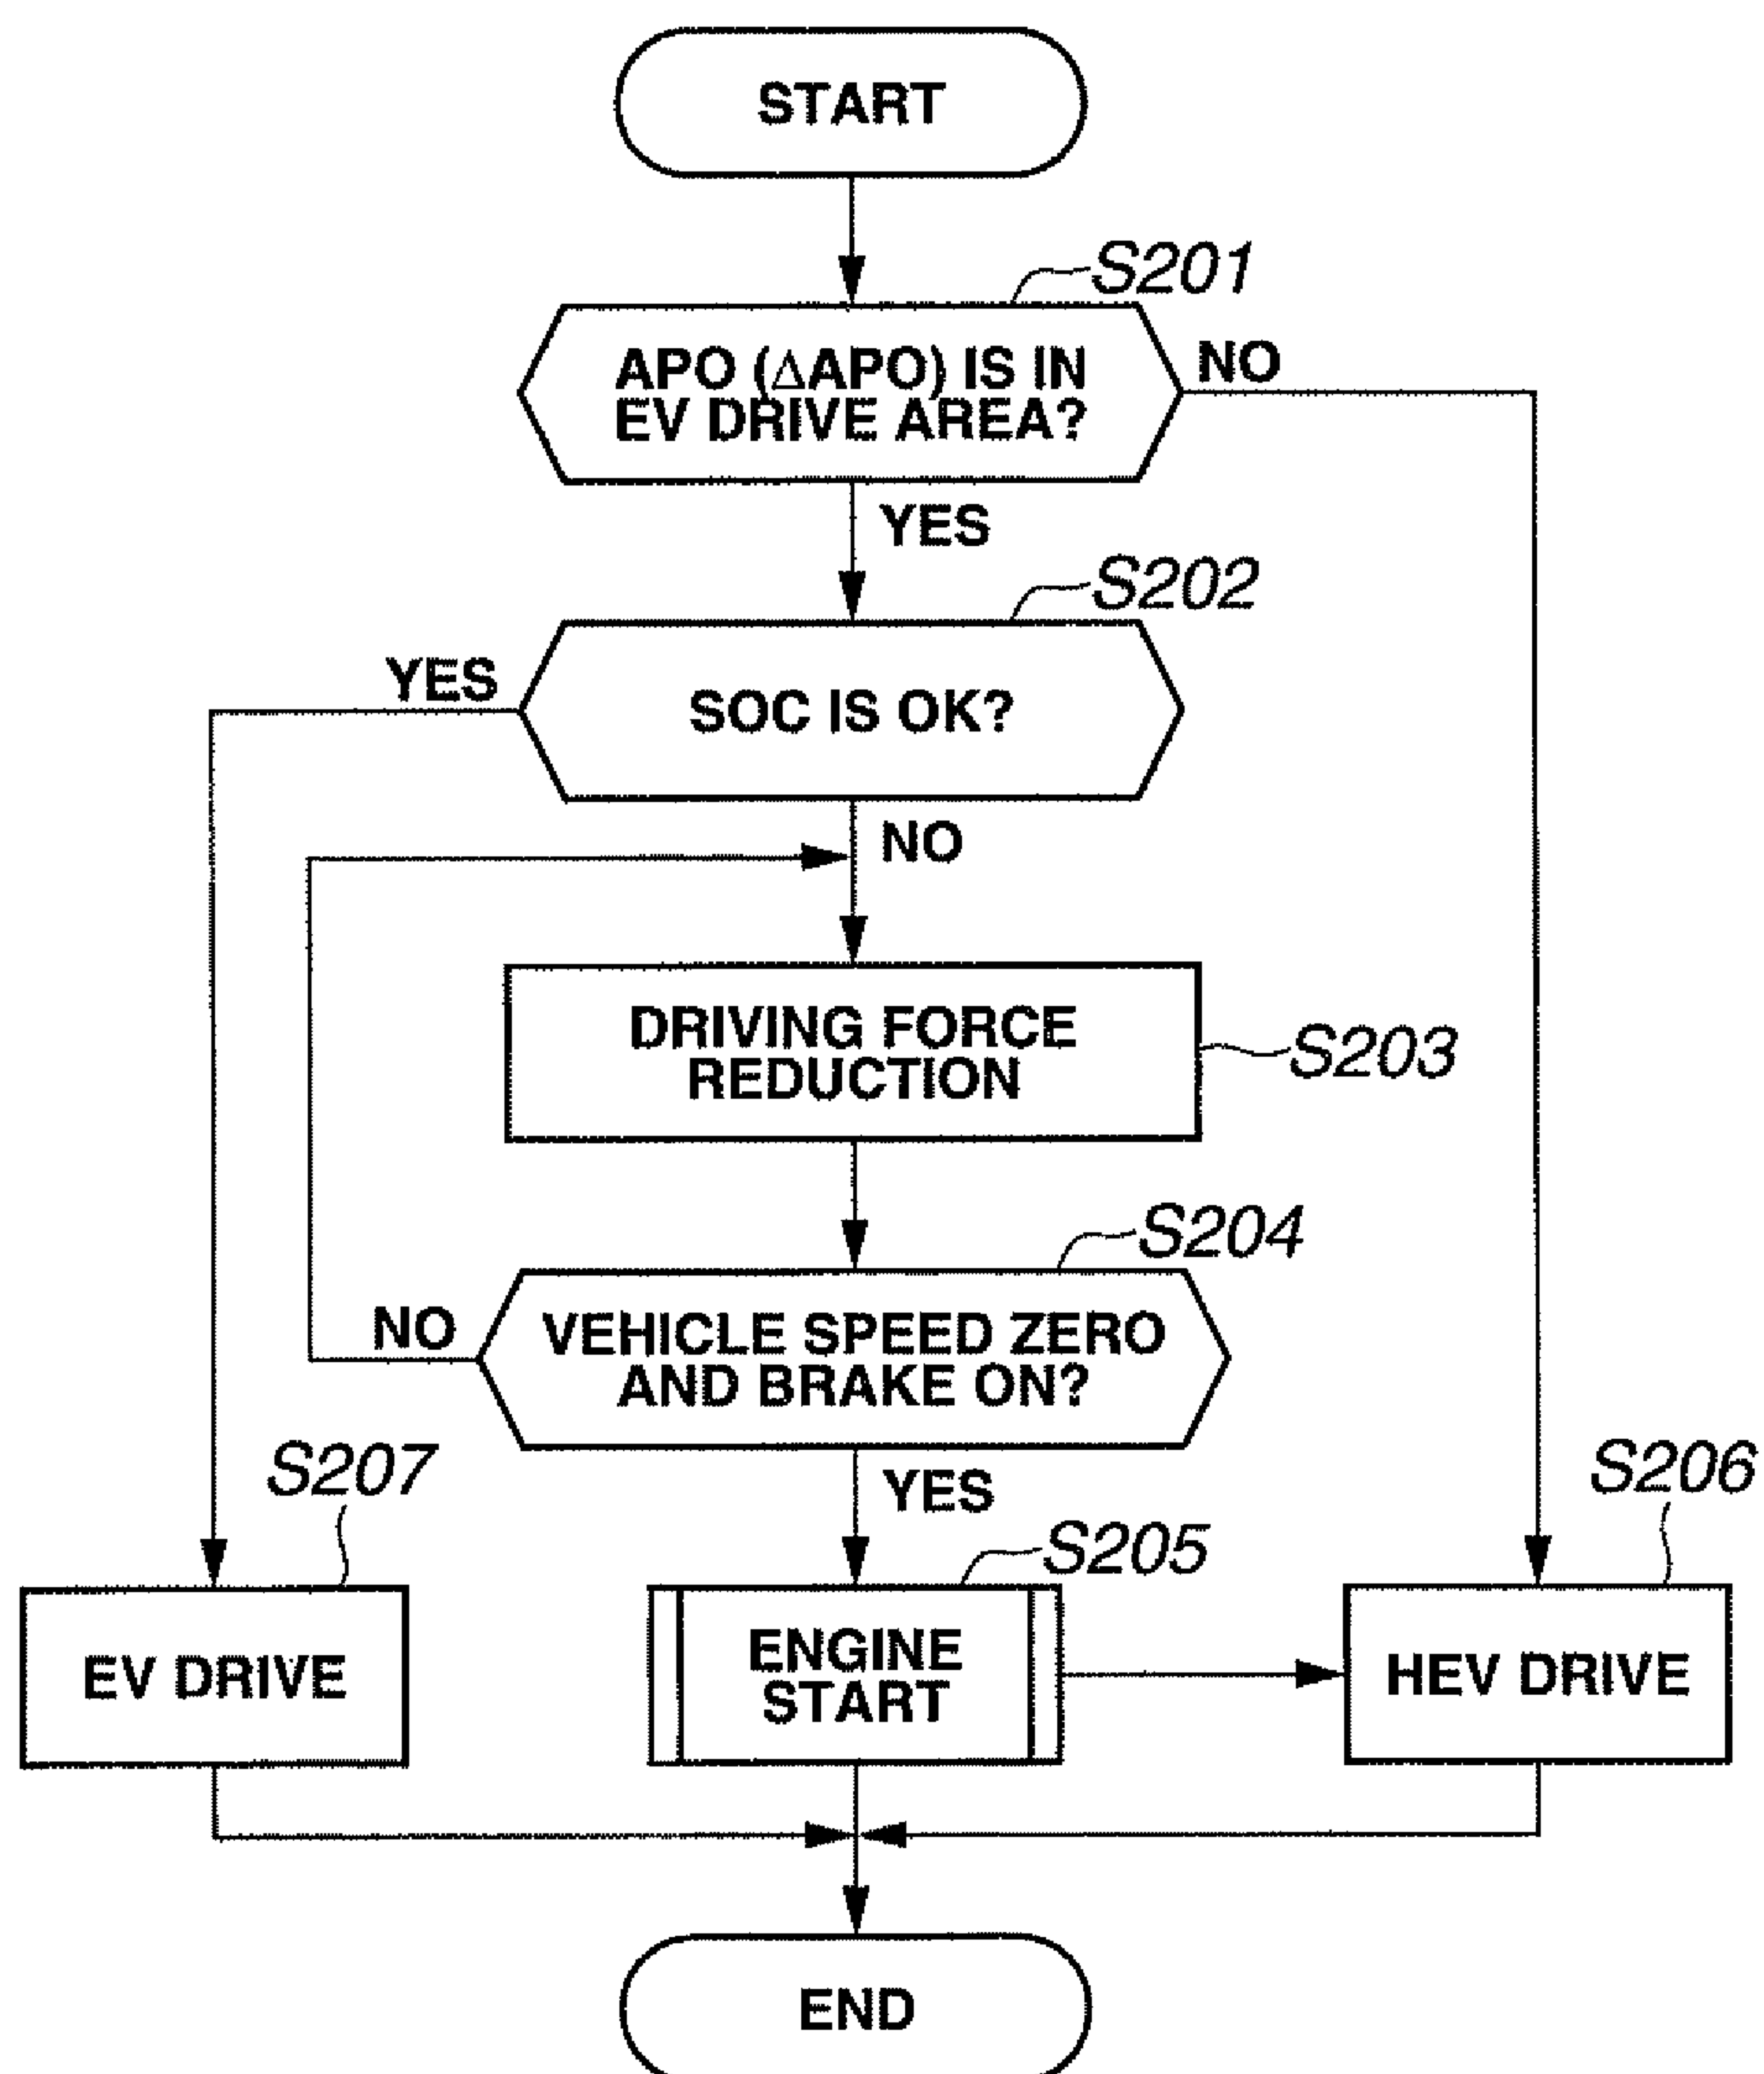 START
S201
APO (ΔAPO) IS IN
EV DRIVE AREA?
NO
YES
S202
YES
SOC IS OK?
NO
DRIVING FORCE
REDUCTION
S203
S204
NO
VEHICLE SPEED ZERO
AND BRAKE ON?
S207
YES
S206
S205
EV DRIVE
ENGINE
START
HEV DRIVE
END